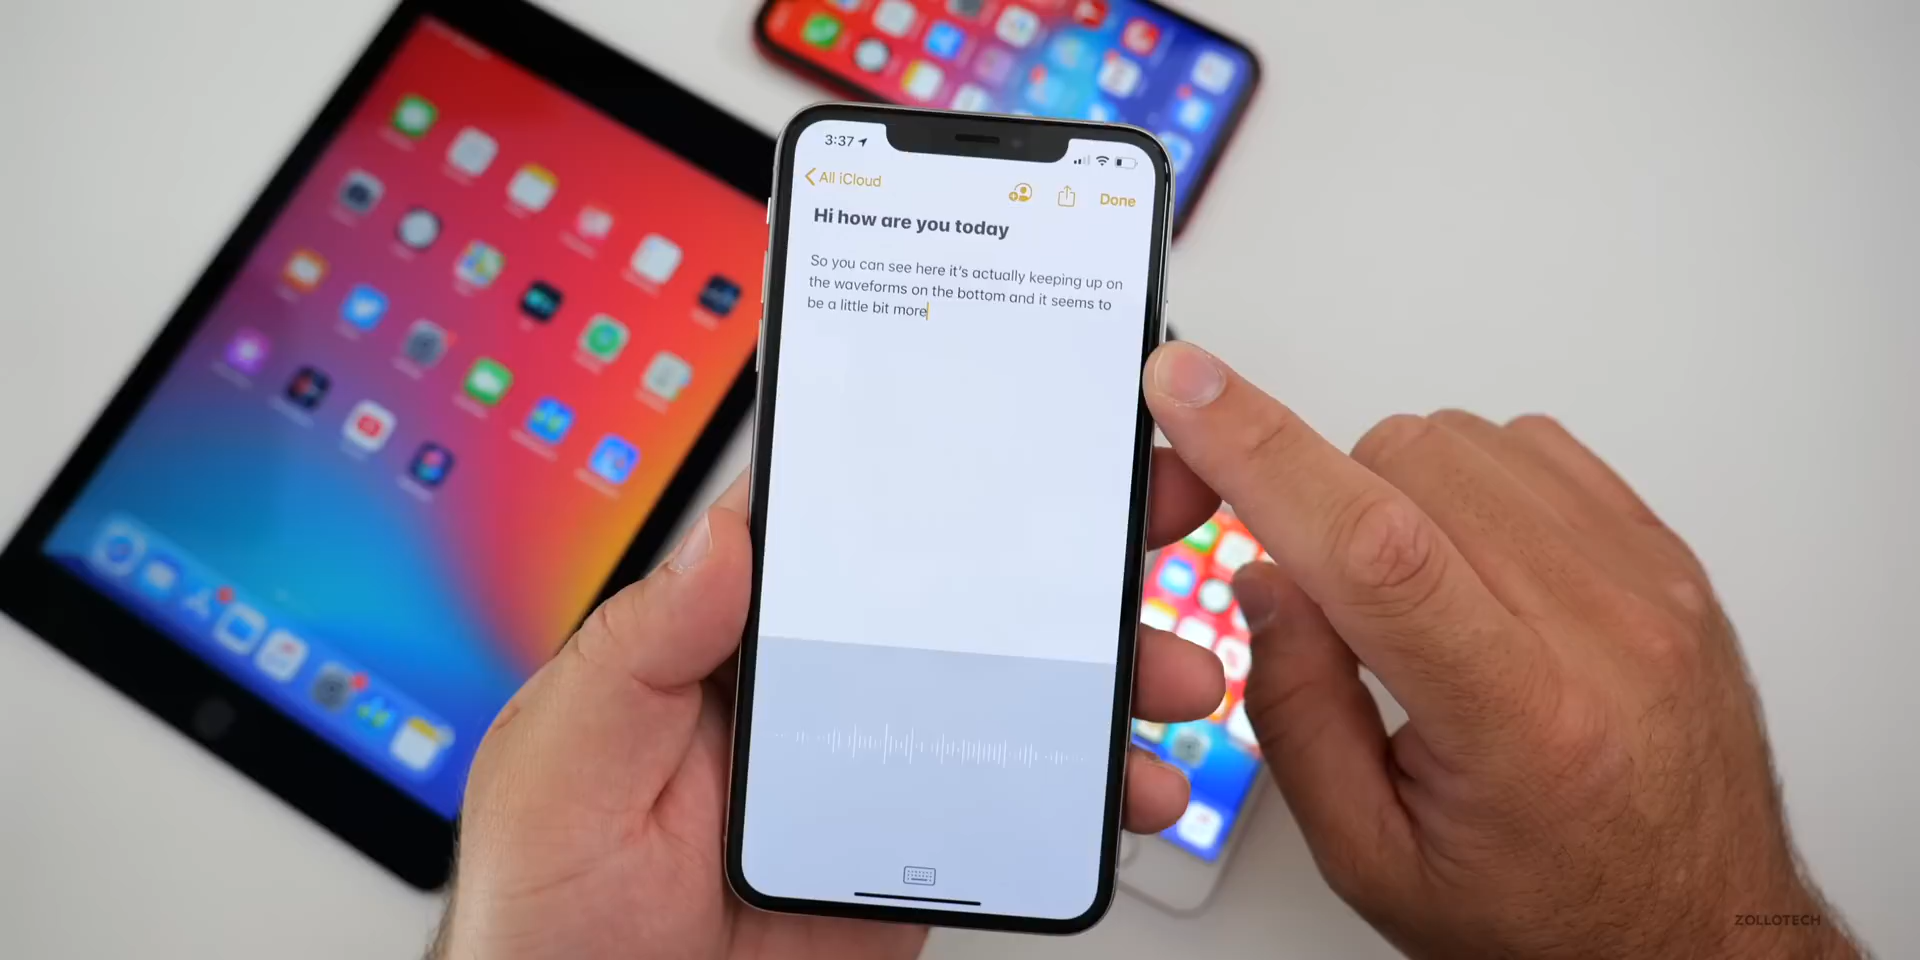 3:37
All iCloud
Done
Hi how are you today
So you can see here it's actually keeping up on
the waveforms on the bottom and it seems to
be a little bit more
ZOLLOTECH